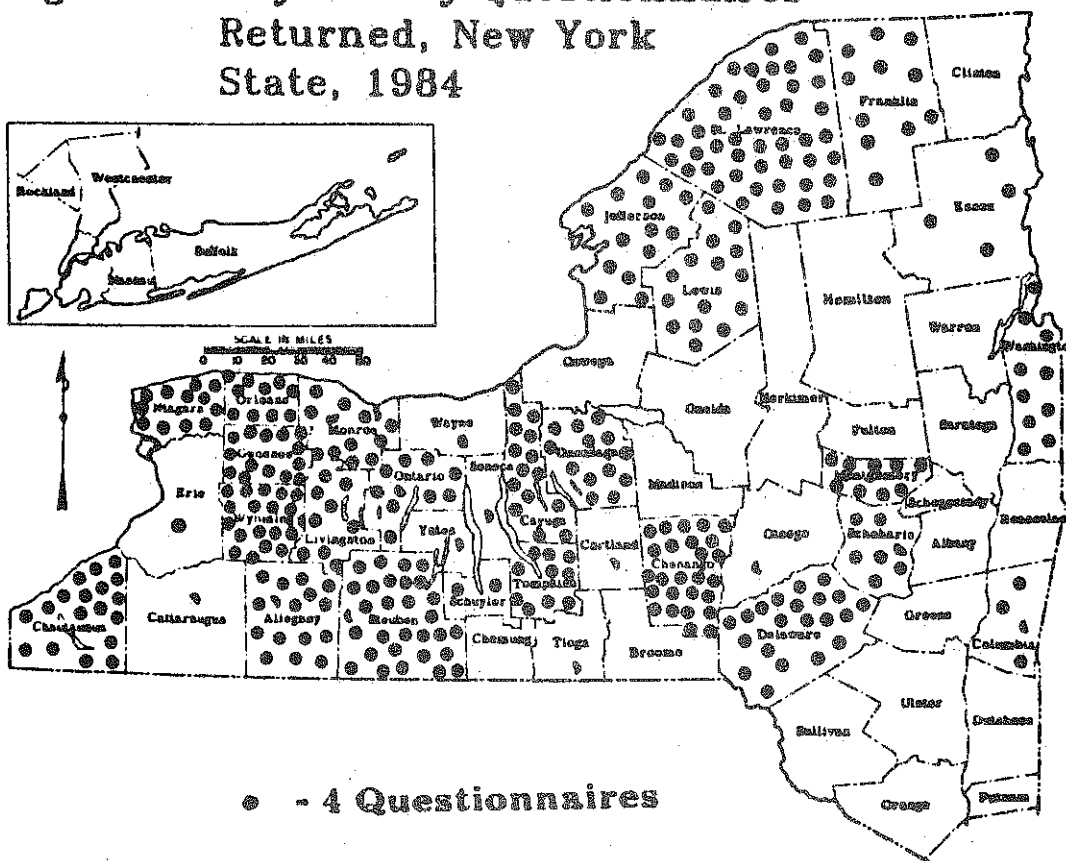 Returned, New York
State, 1984
Clinton
Franklin
St. Lawrence
Rockland
Westchester
Essex
Jefferson
Suffolk
Nassau
Lewis
Hamilton
Warren
SCALE IN MILES
Washington
0 10 20 30 40 50
Niagara
Orleans
Wayne
Oneida
Herkimer
Monroe
Fulton
Saratoga
Genesee
Onondaga
Ontario
Seneca
Madison
Montgomery
Schenectady
Erie
Rensselaer
Wyoming
Cayuga
Livingston
Yates
Otsego
Schoharie
Albany
Cortland
Chenango
Tompkins
Cattaraugus
Allegany
Steuben
Schuyler
Greene
Chautauqua
Delaware
Chemung
Tioga
Broome
Columbia
Ulster
Sullivan
Orange
Putnam
- 4 Questionnaires